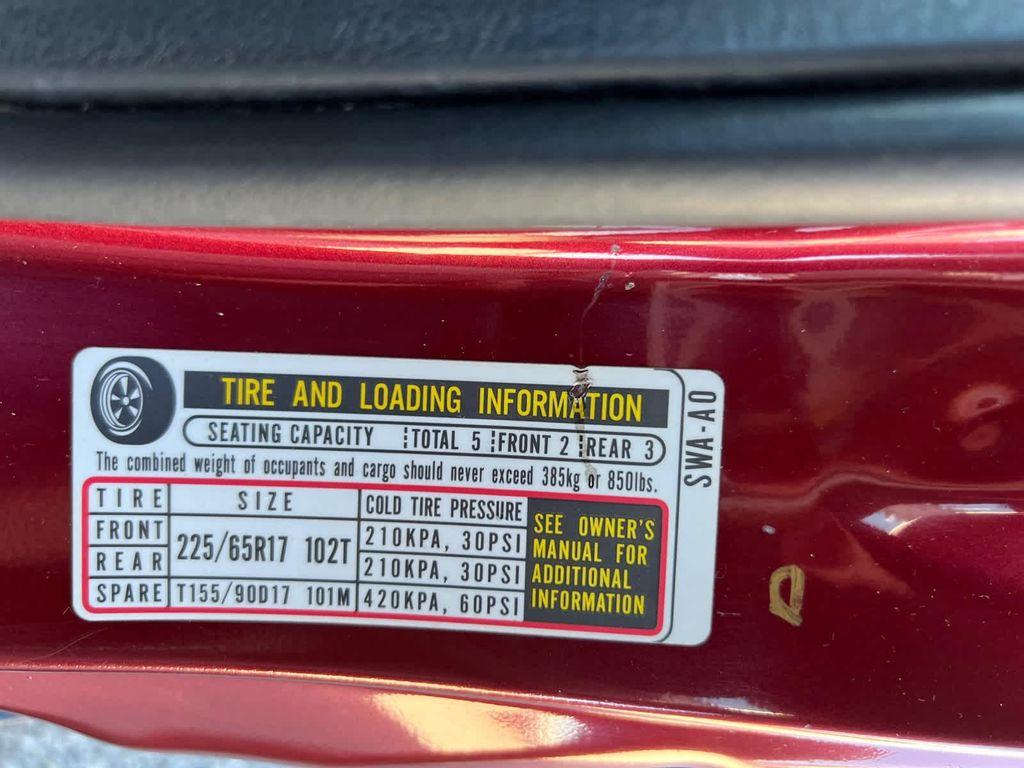 TIRE AND LOADING INFORMATION
SEATING CAPACITY TOTAL 5 FRONT 2 REAR 3
The combined weight of occupants and cargo should never exceed 385kg or 850lbs.
TIRE SIZE COLD TIRE PRESSURE
FRONT 225/65R17 102T 210KPA, 30PSI
REAR 210KPA, 30PSI
SPARE T155/90D17 101M 420KPA, 60PSI
SEE OWNER'S
MANUAL FOR
ADDITIONAL
INFORMATION
SWA-A0